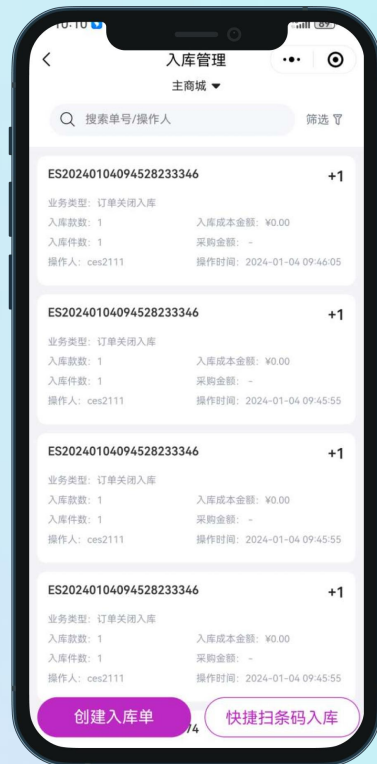 10:10
入库管理
主商城
搜索单号/操作人
筛选
ES20240104094528233346
+1
业务类型：订单关闭入库
入库款数：1 入库成本金额：¥0.00
入库件数：1 采购金额： -
操作人：ces2111 操作时间：2024-01-04 09:46:05
ES20240104094528233346
+1
业务类型：订单关闭入库
入库款数：1 入库成本金额：¥0.00
入库件数：1 采购金额： -
操作人：ces2111 操作时间：2024-01-04 09:45:55
ES20240104094528233346
+1
业务类型：订单关闭入库
入库款数：1 入库成本金额：¥0.00
入库件数：1 采购金额： -
操作人：ces2111 操作时间：2024-01-04 09:45:55
ES20240104094528233346
+1
业务类型：订单关闭入库
入库款数：1 入库成本金额：¥0.00
入库件数：1 采购金额： -
操作人：ces2111 操作时间：2024-01-04 09:45:55
创建入库单
74
快捷扫条码入库